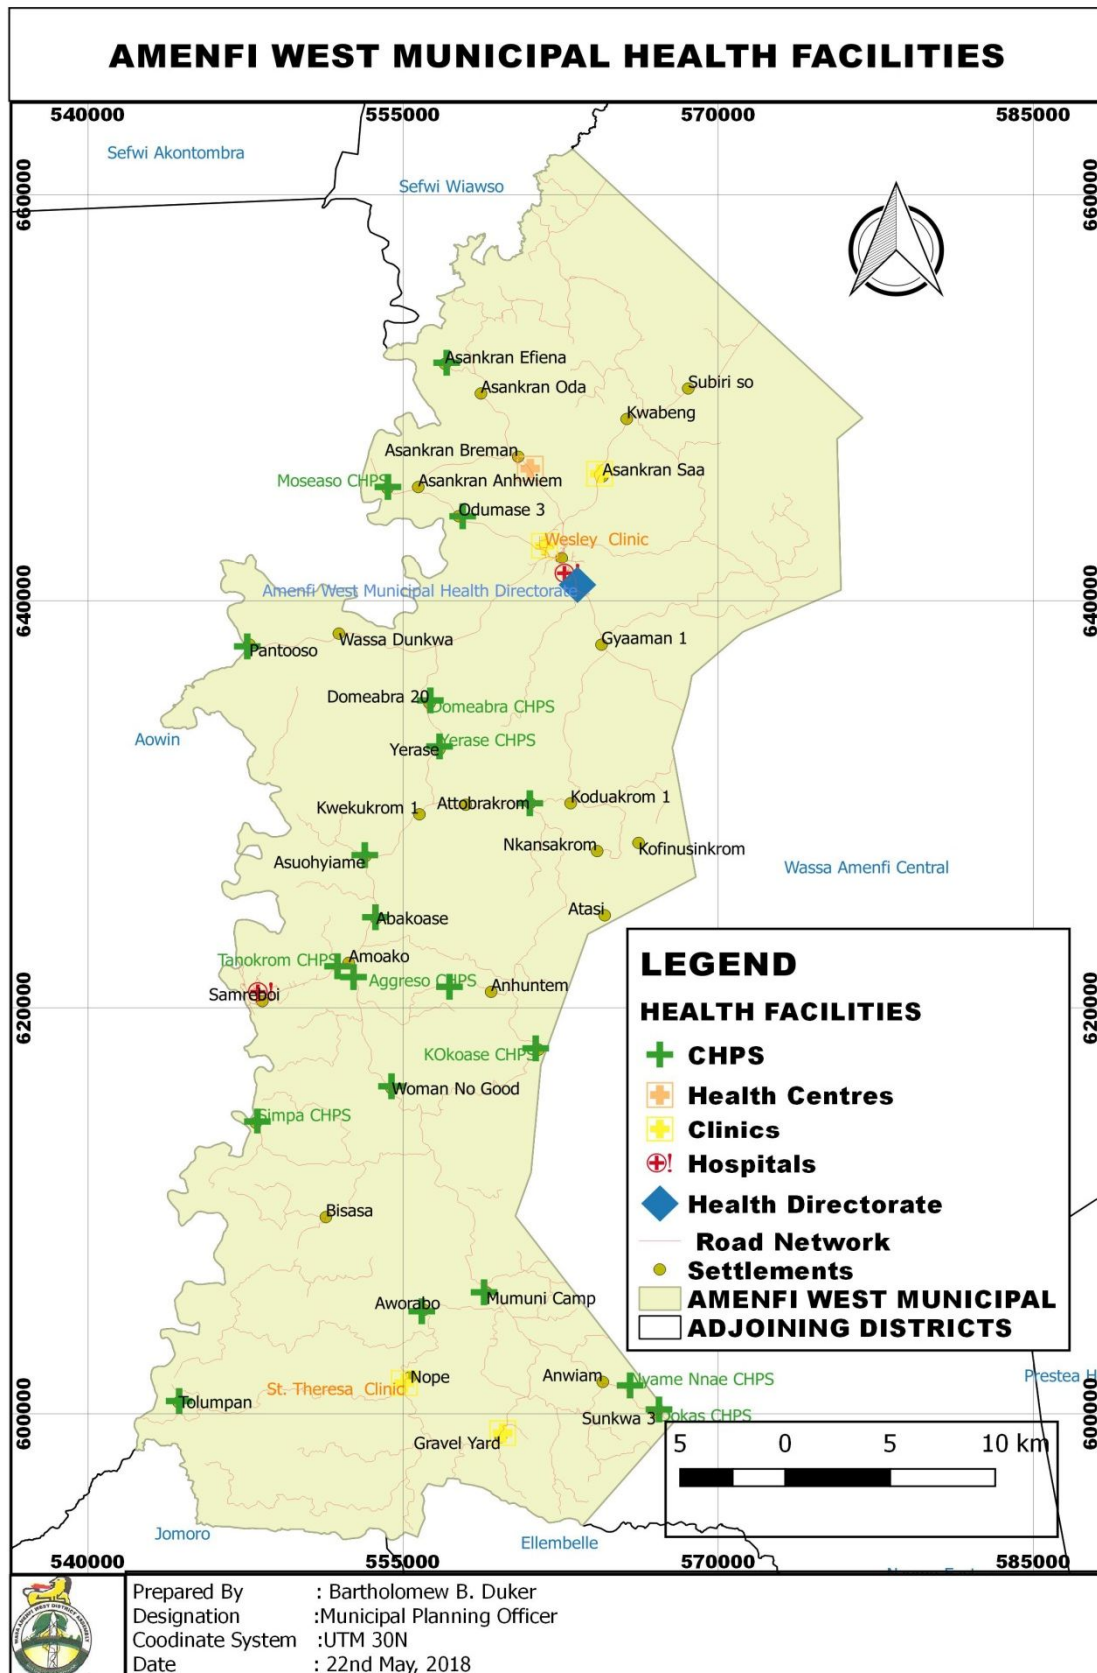 AMENFI WEST MUNICIPAL HEALTH FACILITIES
540000 555000 570000 585000
Sefwi Akontombra
Sefwi Wiawso
660000 660000
Asankran Efiena
Asankran Oda
Subiri so
Kwabeng
Asankran Breman
Asankran Saa
Moseaso CHPS
Asankran Anhwiem
Odumase 3
Wesley Clinic
Amenfi West Municipal Health Directorate
640000 640000
Wassa Dunkwa
Gyaaman 1
Pantooso
Domeabra 20
Domeabra CHPS
Aowin
Yerase CHPS
Yerase
Kwekukrom 1
Attobrakrom
Koduakrom 1
Nkansakrom
Kofinusinkrom
Asuohyiame
Wassa Amenfi Central
Atasi
Abakoase
Tanokrom CHPS
Amoako
Aggreso CHPS
Samreboi
Anhuntem
620000 620000
KOkoase CHPS
Woman No Good
Simpa CHPS
Bisasa
Mumuni Camp
Aworabo
Nope
Anwiam
Nyame Nnae CHPS
Prestea H
St. Theresa Clinic
Tolumpan
Sunkwa 3
Dokas CHPS
600000 600000
Gravel Yard
Jomoro
Ellembelle
LEGEND
HEALTH FACILITIES
CHPS
Health Centres
Clinics
Hospitals
Health Directorate
Road Network
Settlements
AMENFI WEST MUNICIPAL
ADJOINING DISTRICTS
5 0 5 10 km
540000 555000 570000 585000
Prepared By : Bartholomew B. Duker
Designation :Municipal Planning Officer
Coodinate System :UTM 30N
Date : 22nd May, 2018